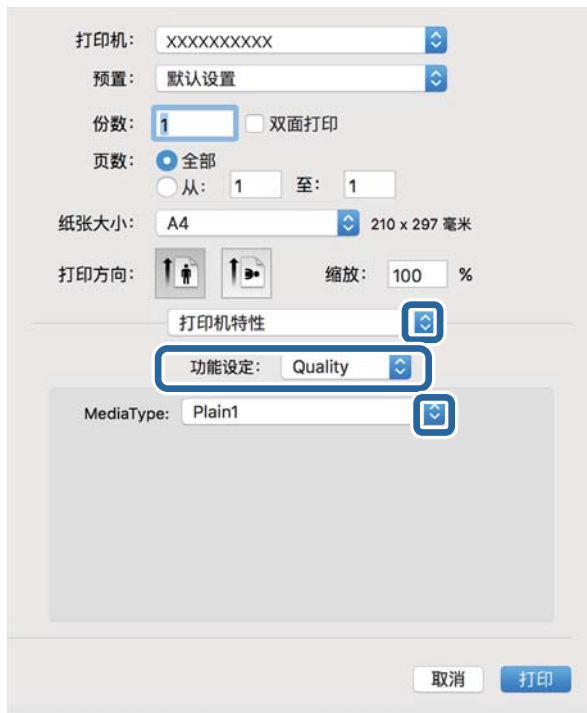 打印机： XXXXXXXXXX
预置： 默认设置
份数： 1 双面打印
页数： 全部
从： 1 至： 1
纸张大小： A4 210 x 297 毫米
打印方向： 缩放： 100 %
打印机特性
功能设定： Quality
MediaType: Plain1
取消 打印